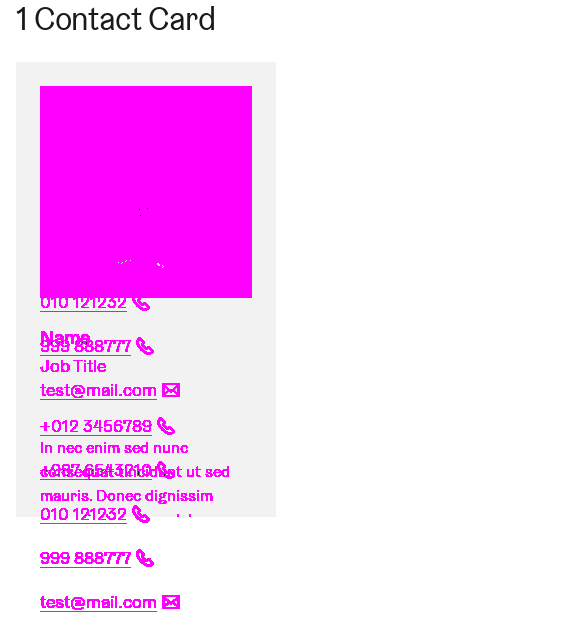 1 Contact Card
010 121232
Name
999 888777
Job Title
test@mail.com
+012 3456789
In nec enim sed nunc
+987 6543210
consequat tincidunt ut sed
mauris. Donec dignissim
010 121232
999 888777
test@mail.com